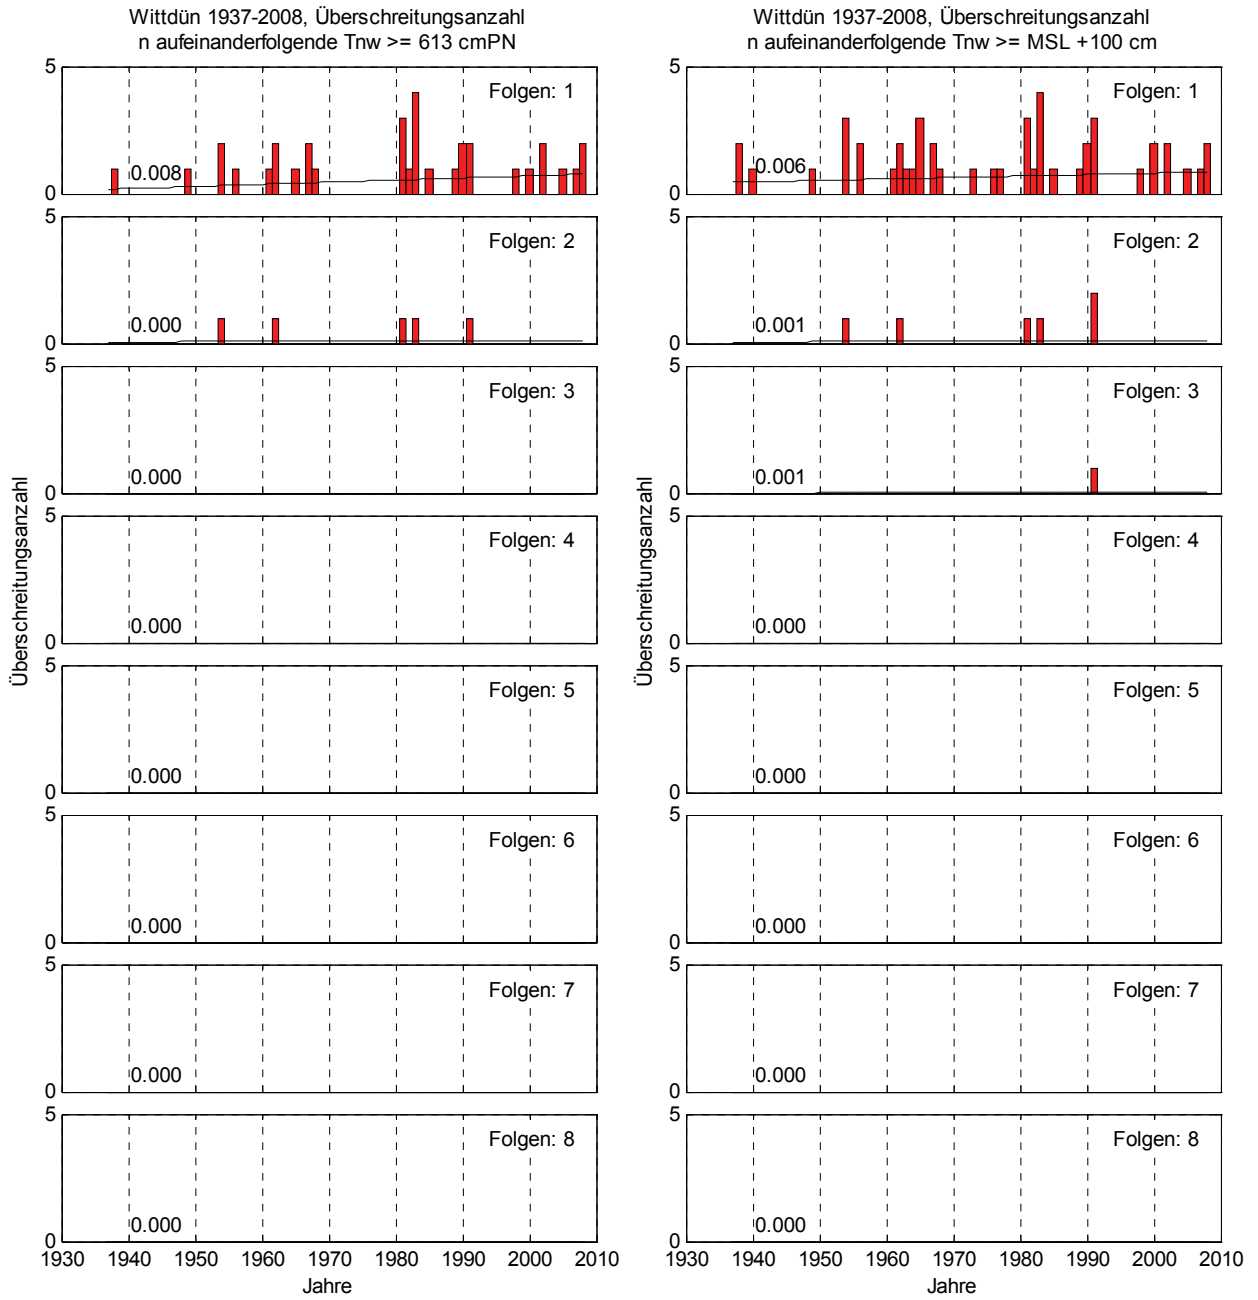 Wittdün 1937-2008, Überschreitungsanzahl
n aufeinanderfolgende Tnw >= 613 cmPN
5
Folgen: 1
0.008
0
5
Folgen: 2
0.000
0
5
Folgen: 3
0.000
0
5
Folgen: 4
0.000
0
5
Folgen: 5
0.000
0
5
Folgen: 6
0.000
0
5
Folgen: 7
0.000
0
5
Folgen: 8
0.000
0
1930 1940 1950 1960 1970 1980 1990 2000 2010
Jahre
Überschreitungsanzahl
Wittdün 1937-2008, Überschreitungsanzahl
n aufeinanderfolgende Tnw >= MSL +100 cm
5
Folgen: 1
0.006
0
5
Folgen: 2
0.001
0
5
Folgen: 3
0.001
0
5
Folgen: 4
0.000
0
5
Folgen: 5
0.000
0
5
Folgen: 6
0.000
0
5
Folgen: 7
0.000
0
5
Folgen: 8
0.000
0
1930 1940 1950 1960 1970 1980 1990 2000 2010
Jahre
Überschreitungsanzahl